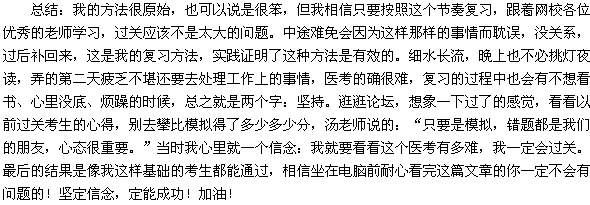 总结：我的方法很原始，也可以说是很笨，但我相信只要按照这个节奏复习，跟着网校各位
优秀的老师学习，过关应该不是太大的问题。中途难免会因为这样那样的事情而耽误，没关系，
过后补回来，这是我的复习方法，实践证明了这种方法是有效的。细水长流，晚上也不必挑灯夜
读，弄的第二天疲乏不堪还要去处理工作上的事情，医考的确很难，复习的过程中也会有不想看
书、心里没底、烦躁的时候，总之就是两个字：坚持。逛逛论坛，想象一下过了的感觉，看看以
前过关考生的心得，别去攀比模拟得了多少多少分，汤老师说的：“只要是模拟，错题都是我们
的朋友，心态很重要。”当时我心里就一个信念：我就要看看这个医考有多难，我一定会过关。
最后的结果是像我这样基础的考生都能通过，相信坐在电脑前耐心看完这篇文章的你一定不会有
问题的！坚定信念，定能成功！加油！